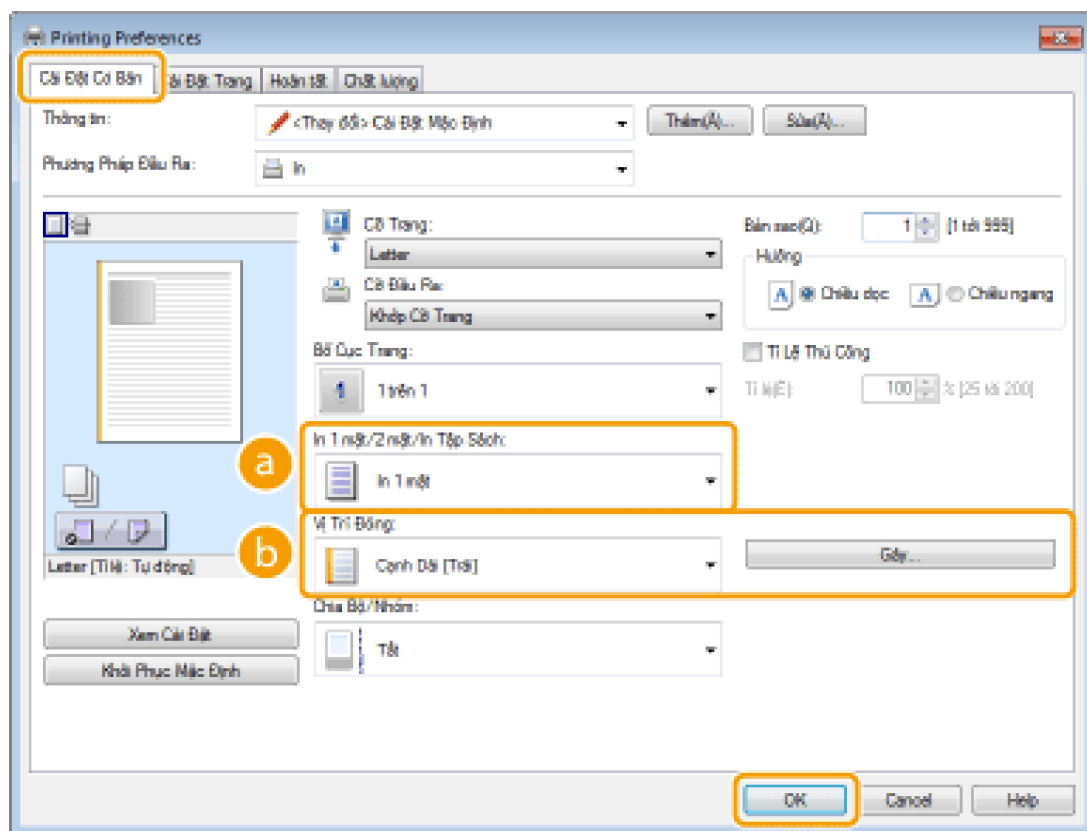 Printing Preferences
Cài Đặt Cơ Bản Cài Đặt Trang Hoàn tất Chất lượng
Thông tin: <Thay đổi> Cài Đặt Mặc Định Thêm(Ä)... Sửa(Ă)...
Phương Pháp Đầu Ra: In
Cỡ Trang:
Letter
Cỡ Đầu Ra:
Khớp Cỡ Trang
Bản sao(Q): 1 [1 tới 999]
Hướng
A Chiều dọc A Chiều ngang
Bố Cục Trang:
1 1 trên 1
Tỉ Lệ Thủ Công
Tỉ lệ(E): 100 % [25 tới 200]
a
In 1 mặt/2 mặt/In Tập Sách:
In 1 mặt
b
Vị Trí Đóng:
Cạnh Dài [Trái]
Gáy...
Letter [Tỉ lệ: Tự động]
Chia Bộ/Nhóm:
Tắt
Xem Cài Đặt
Khôi Phục Mặc Định
OK Cancel Help